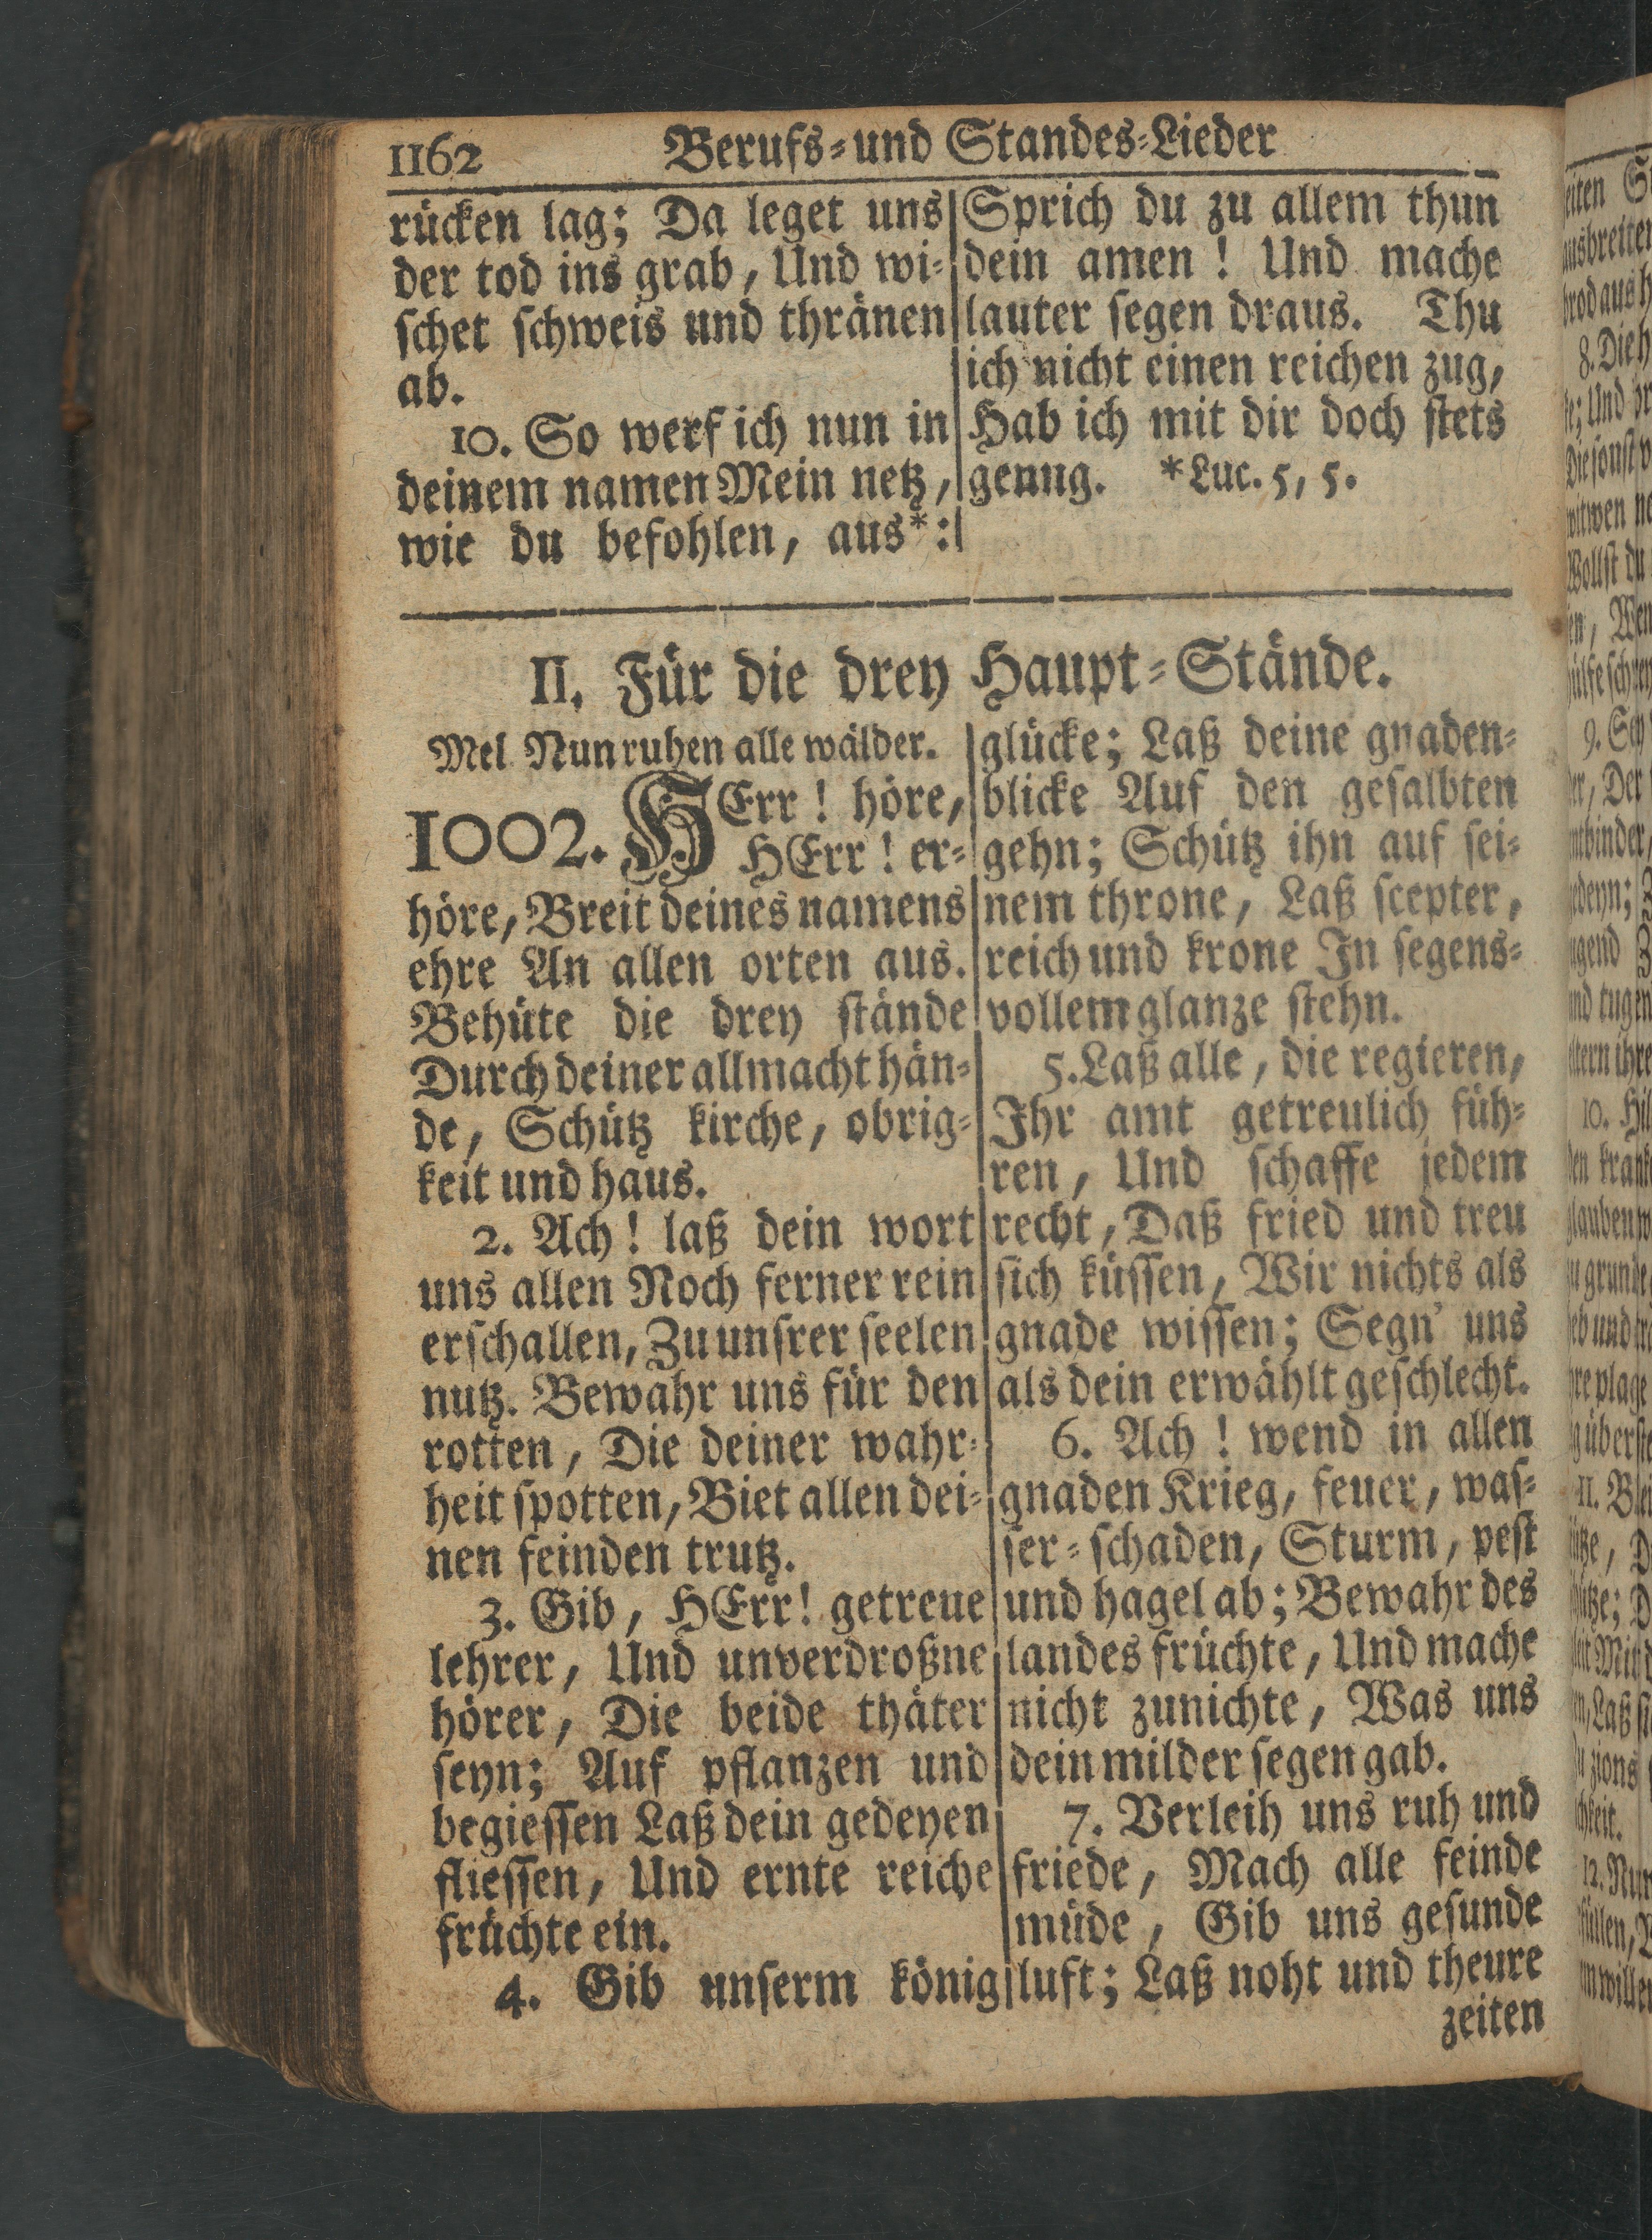 1162 Berufs- und Standes-Lieder
rücken lag; Da leget uns
der tod ins grab, Und wi-
schet schweis und thränen
ab.
10. So werf ich nun in
deinem namen Mein netz,
wie du befohlen, aus*:
Sprich du zu allem thun
dein amen! Und mache
lauter segen draus. Thu
ich nicht einen reichen zug,
Hab ich mit dir doch stets
genug. *Luc. 5, 5.
II. Für die drey Haupt-Stände.
Mel Nun ruhen alle wälder.
1002. HErr! höre,
HErr! er-
höre, Breit deines namens
ehre An allen orten aus.
Behüte die drey stände
Durch deiner allmacht hän-
de, Schütz kirche, obrig-
keit und haus.
2. Ach! laß dein wort
uns allen Noch ferner rein
erschallen, Zu unsrer seelen
nutz. Bewahr uns für den
rotten, Die deiner wahr-
heit spotten, Biet allen dei-
nen feinden trutz.
3. Gib, HErr! getreue
lehrer, Und unverdroßne
hörer, Die beide thäter
seyn; Auf pflanzen und
begiessen Laß dein gedeyen
fliessen, Und ernte reiche
früchte ein.
4. Gib unserm könig
glücke; Laß deine gnaden-
blicke Auf den gesalbten
gehn; Schütz ihn auf sei-
nem throne, Laß scepter,
reich und krone In segens-
vollem glanze stehn.
5. Laß alle, die regieren,
Ihr amt getreulich füh-
ren, Und schaffe jedem
recht, Daß fried und treu
sich küssen, Wir nichts als
gnade wissen; Segn' uns
als dein erwählt geschlecht.
6. Ach! wend in allen
gnaden Krieg, feuer, was-
ser-schaden, Sturm, pest
und hagel ab; Bewahr des
landes früchte, Und mache
nicht zunichte, Was uns
dein milder segen gab.
7. Verleih uns ruh und
friede, Mach alle feinde
müde, Gib uns gesunde
luft; Laß noht und theure
zeiten